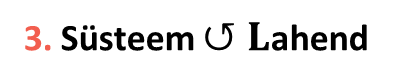 3. Süsteem ↺ Lahend